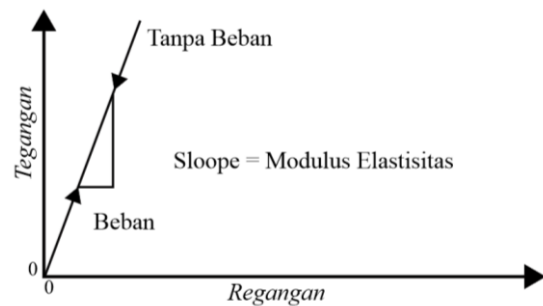 Tanpa Beban
Tegangan
Sloope = Modulus Elastisitas
Beban
0
0
Regangan